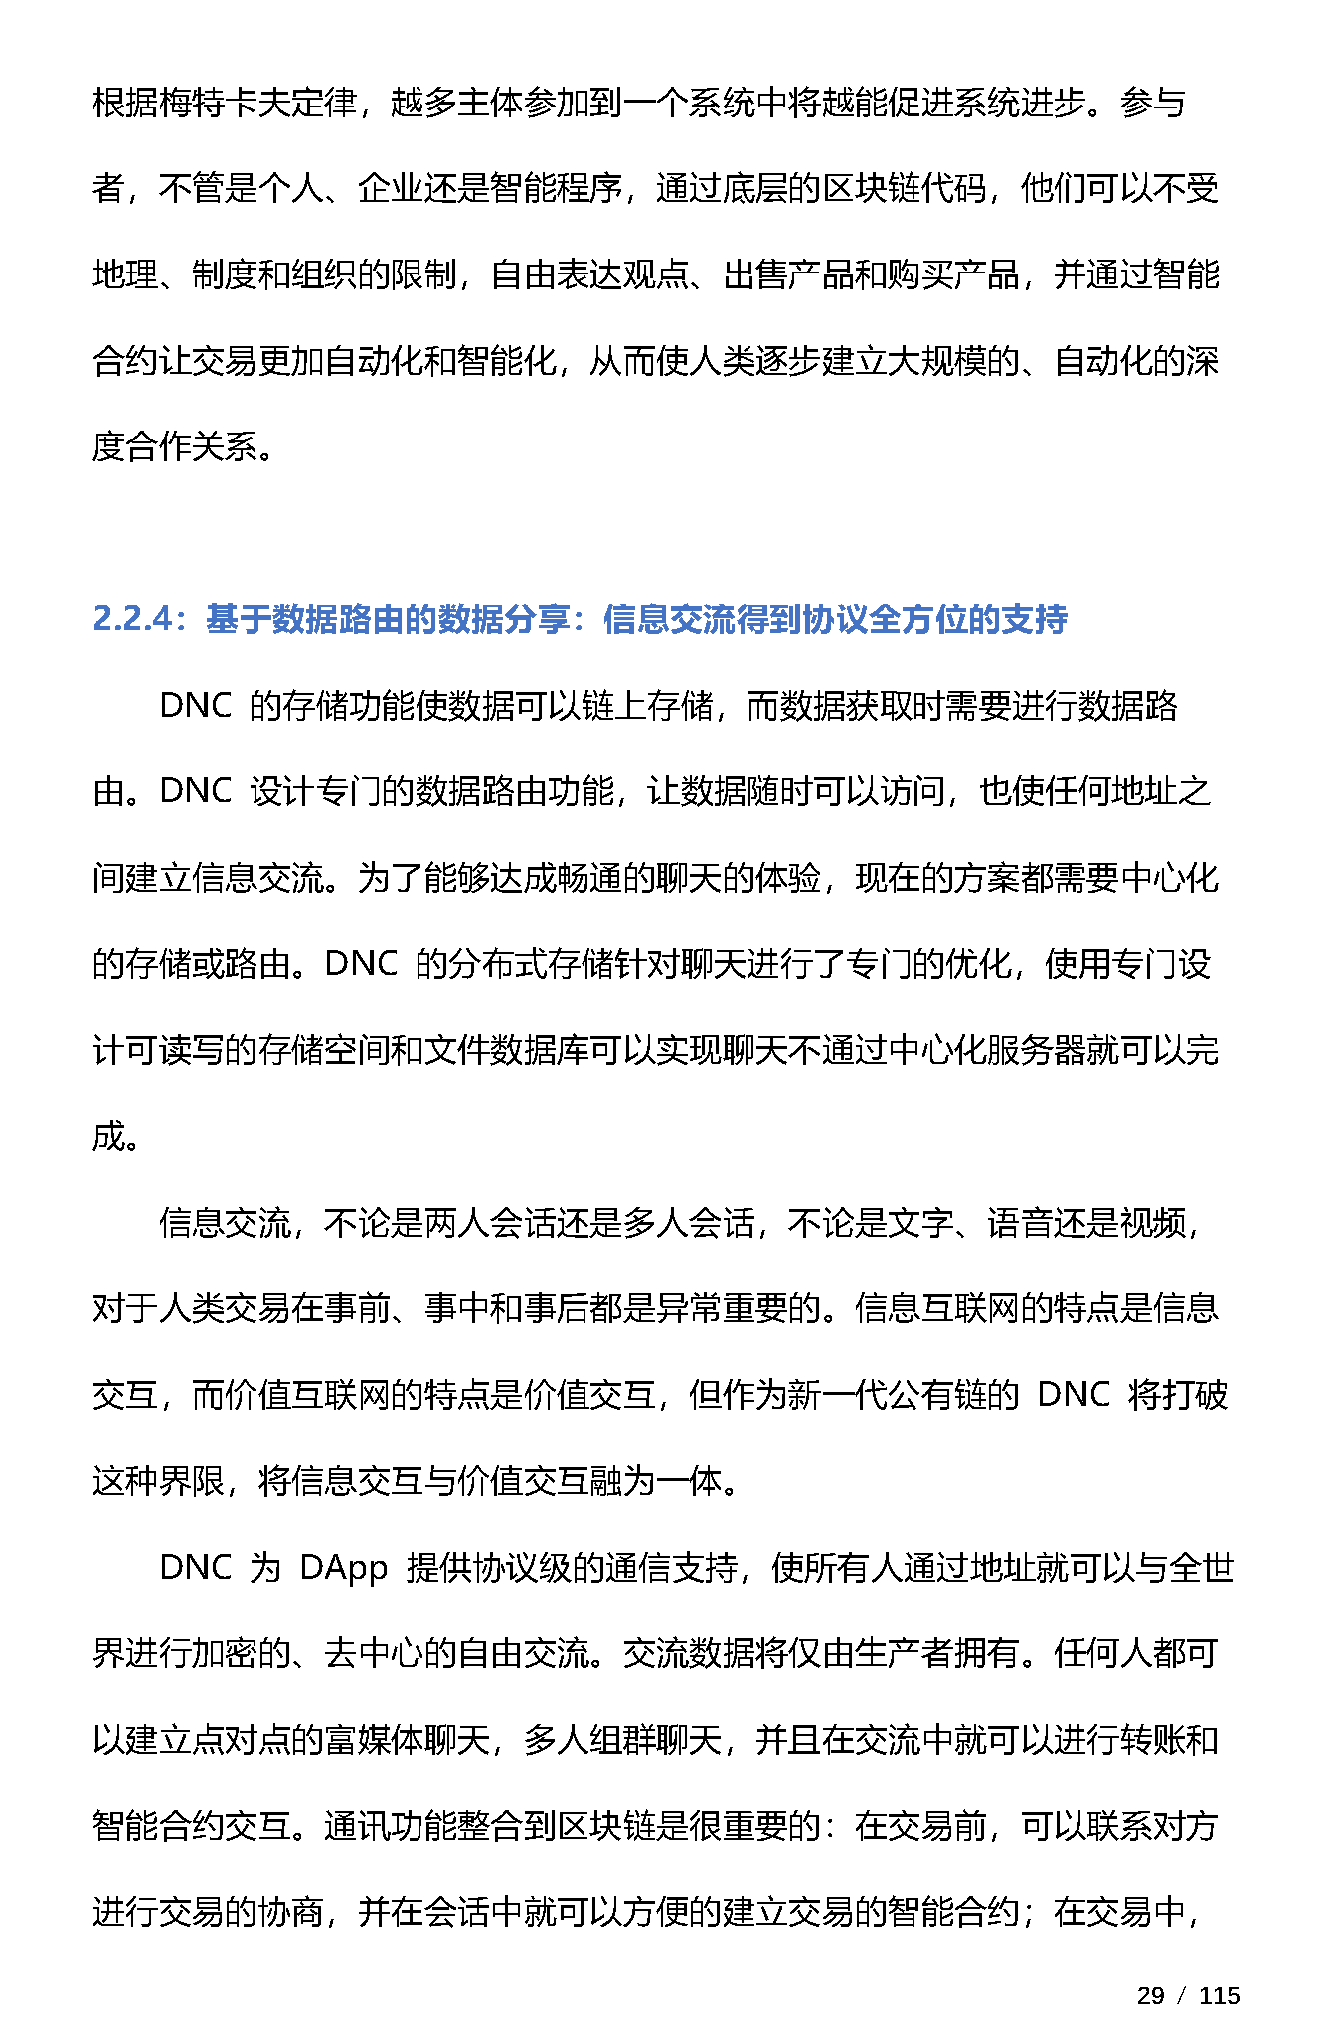 根据梅特卡夫定律，越多主体参加到一个系统中将越能促进系统进步。参与
者，不管是个人、企业还是智能程序，通过底层的区块链代码，他们可以不受
地理、制度和组织的限制，自由表达观点、出售产品和购买产品，并通过智能
合约让交易更加自动化和智能化，从而使人类逐步建立大规模的、自动化的深
度合作关系。
2.2.4：基于数据路由的数据分享：信息交流得到协议全方位的支持
DNC 的存储功能使数据可以链上存储，而数据获取时需要进行数据路
由。DNC 设计专门的数据路由功能，让数据随时可以访问，也使任何地址之
间建立信息交流。为了能够达成畅通的聊天的体验，现在的方案都需要中心化
的存储或路由。DNC 的分布式存储针对聊天进行了专门的优化，使用专门设
计可读写的存储空间和文件数据库可以实现聊天不通过中心化服务器就可以完
成。
信息交流，不论是两人会话还是多人会话，不论是文字、语音还是视频，
对于人类交易在事前、事中和事后都是异常重要的。信息互联网的特点是信息
交互，而价值互联网的特点是价值交互，但作为新一代公有链的 DNC 将打破
这种界限，将信息交互与价值交互融为一体。
DNC 为 DApp 提供协议级的通信支持，使所有人通过地址就可以与全世
界进行加密的、去中心的自由交流。交流数据将仅由生产者拥有。任何人都可
以建立点对点的富媒体聊天，多人组群聊天，并且在交流中就可以进行转账和
智能合约交互。通讯功能整合到区块链是很重要的：在交易前，可以联系对方
进行交易的协商，并在会话中就可以方便的建立交易的智能合约；在交易中，
29 / 115